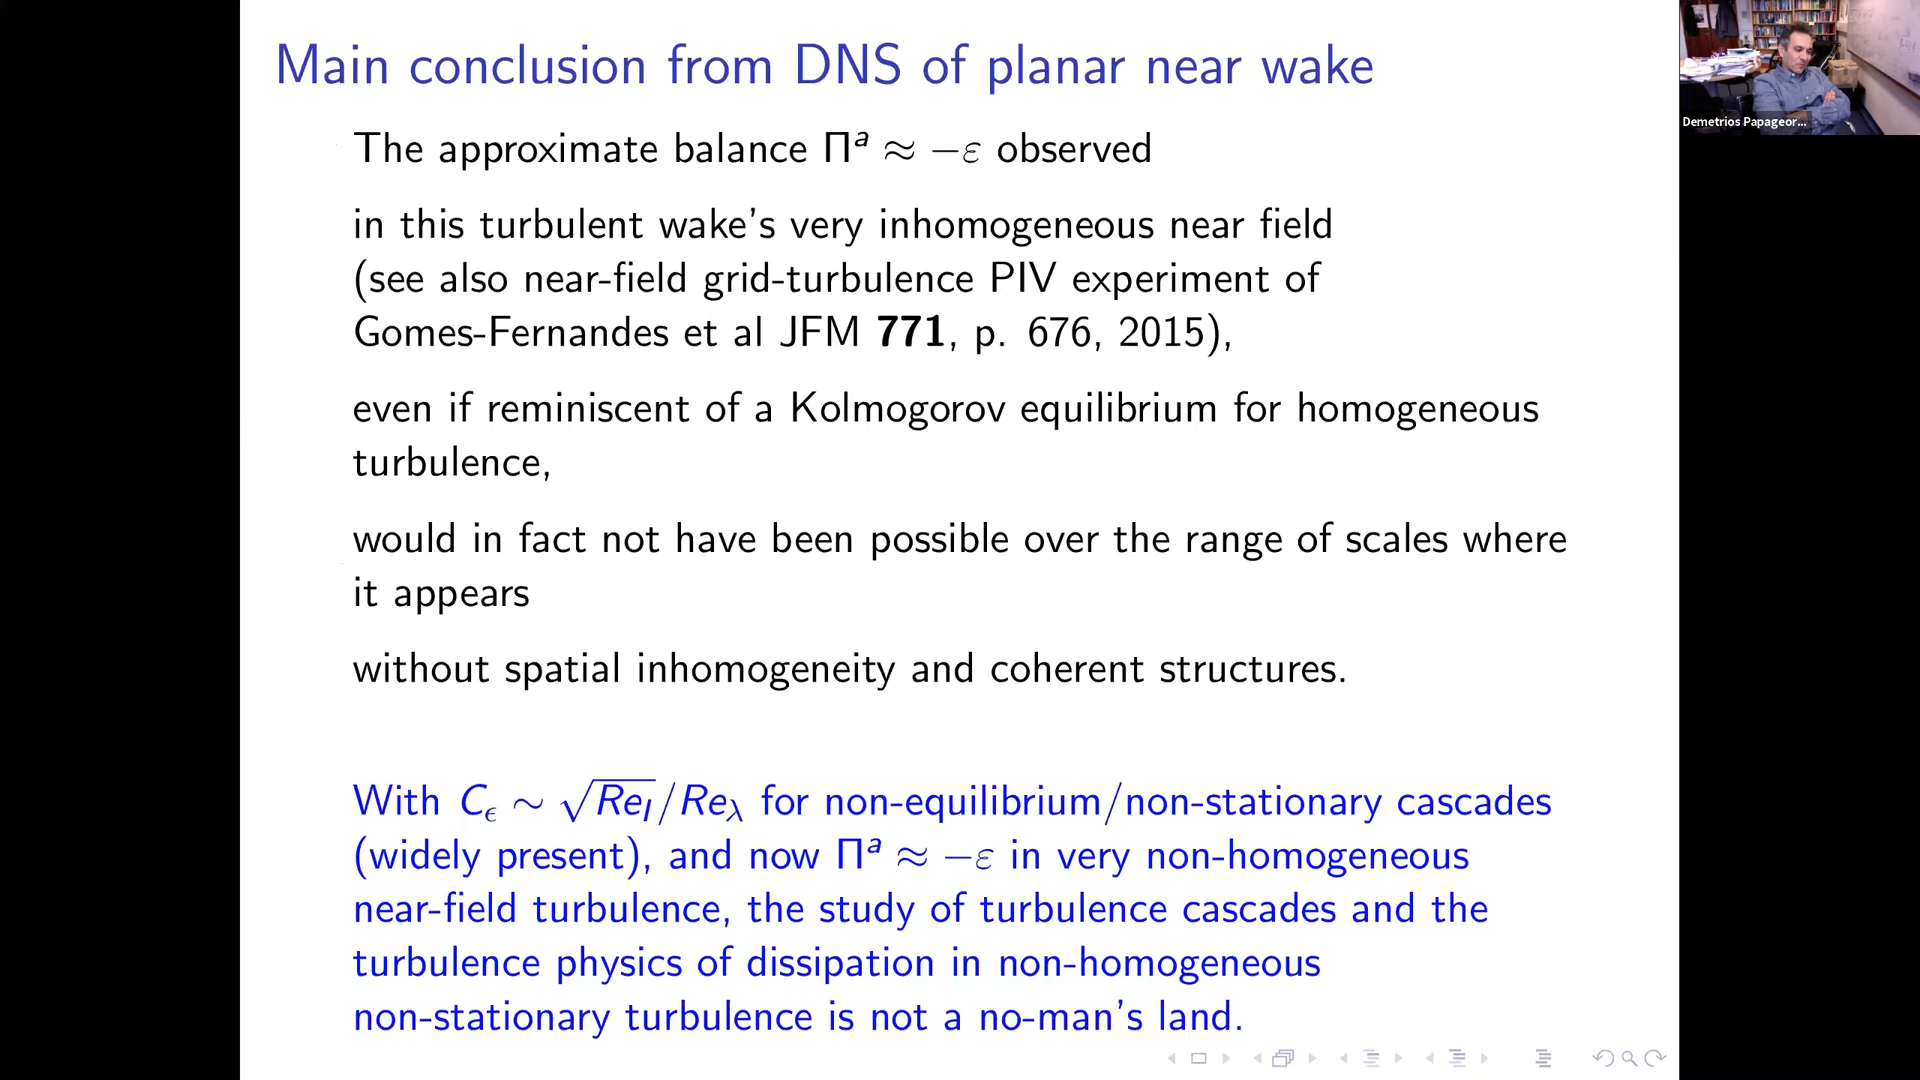 Main conclusion from DNS of planar near wake
Demetrios Papageor...
The approximate balance Πᵃ ≈ −ε observed
in this turbulent wake's very inhomogeneous near field
(see also near-field grid-turbulence PIV experiment of
Gomes-Fernandes et al JFM 771, p. 676, 2015),
even if reminiscent of a Kolmogorov equilibrium for homogeneous
turbulence,
would in fact not have been possible over the range of scales where
it appears
without spatial inhomogeneity and coherent structures.
With C_ϵ ∼ √Re_I/Re_λ for non-equilibrium/non-stationary cascades
(widely present), and now Πᵃ ≈ −ε in very non-homogeneous
near-field turbulence, the study of turbulence cascades and the
turbulence physics of dissipation in non-homogeneous
non-stationary turbulence is not a no-man's land.